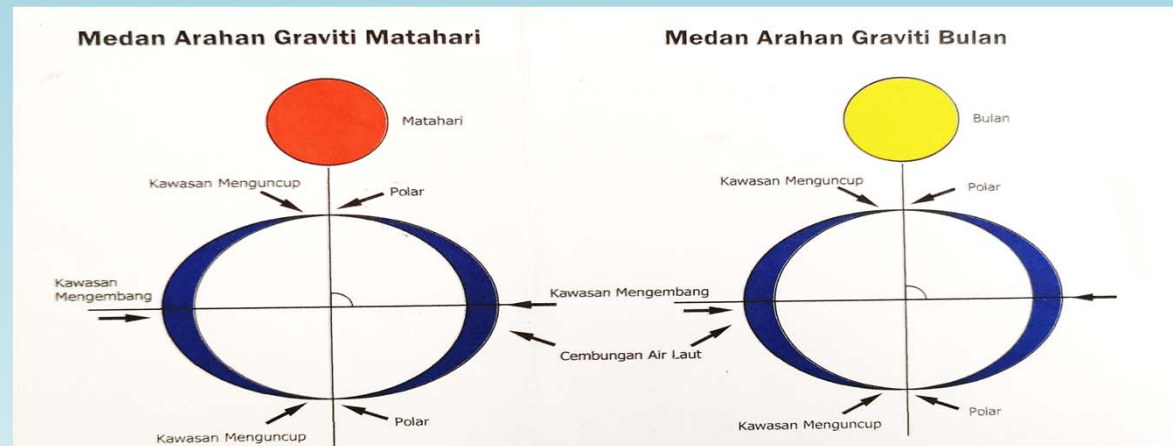 Medan Arahan Graviti Matahari
Matahari
Kawasan Menguncup
Polar
Kawasan
Mengembang
Kawasan Mengembang
Cembungan Air Laut
Polar
Kawasan Menguncup
Medan Arahan Graviti Bulan
Bulan
Kawasan Menguncup
Polar
Polar
Kawasan Menguncup